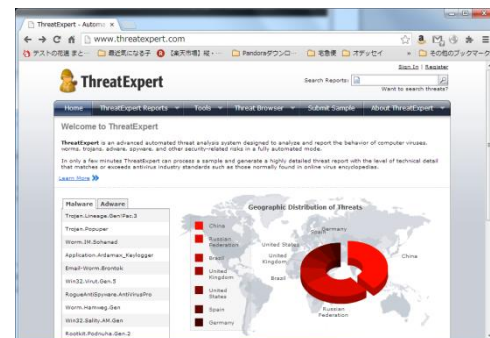 ThreatExpert - Autom
www.threatexpert.com
テストの花道 まと…
最近気になる子
【楽天市場】 縦・…
Pandoraダウンロ…
宅急便
オデッセイ
その他のブックマーク
Sign In | Register
ThreatExpert
Search Reports:
Want to search threats?
Home
ThreatExpert Reports
Tools
Threat Browser
Submit Sample
About ThreatExpert
Welcome to ThreatExpert
ThreatExpert is an advanced automated threat analysis system designed to analyze and report the behavior of computer viruses,
worms, trojans, adware, spyware, and other security-related risks in a fully automated mode.
In only a few minutes ThreatExpert can process a sample and generate a highly detailed threat report with the level of technical detail
that matches or exceeds antivirus industry standards such as those normally found in online virus encyclopedias.
Learn More
Malware
Adware
Trojan.Lineage.Gen!Pac.3
Trojan.Popuper
Worm.IM.Sohanad
Application.Ardamax_Keylogger
Email-Worm.Brontok
Win32.Virut.Gen.5
RogueAntiSpyware.AntiVirusPro
Worm.Hamweq.Gen
Win32.Sality.AM.Gen
Rootkit.Podnuha.Gen.2
Geographic Distribution of Threats
China
Russian
Federation
Brazil
United
Kingdom
United
States
Spain
Germany
Germany
Spain
United States
United
Kingdom
Brazil
China
Russian
Federation